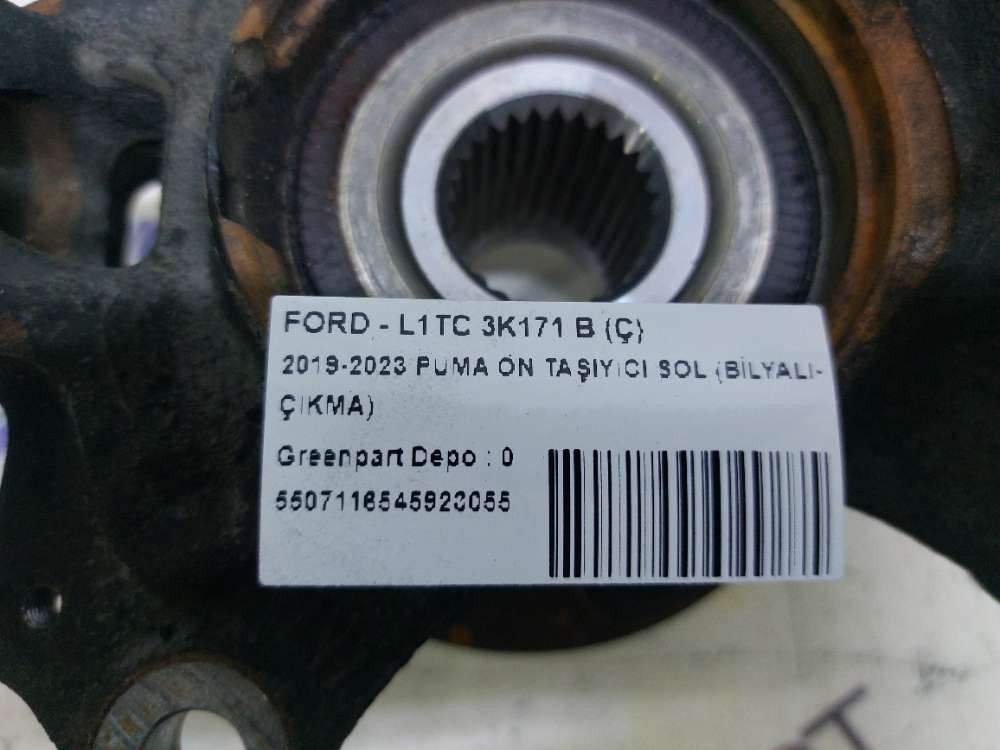 FORD - L1TC 3K171 B (Ç)
2019-2023 PUMA ÖN TAŞIYICI SOL (BİLYALI-
ÇIKMA)
Greenpart Depo : 0
5507116545923055